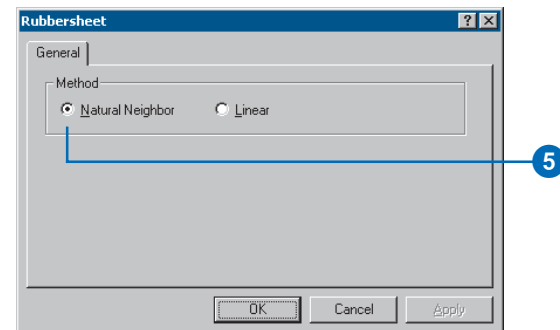 Rubbersheet
General
Method
Natural Neighbor Linear
5
OK Cancel Apply